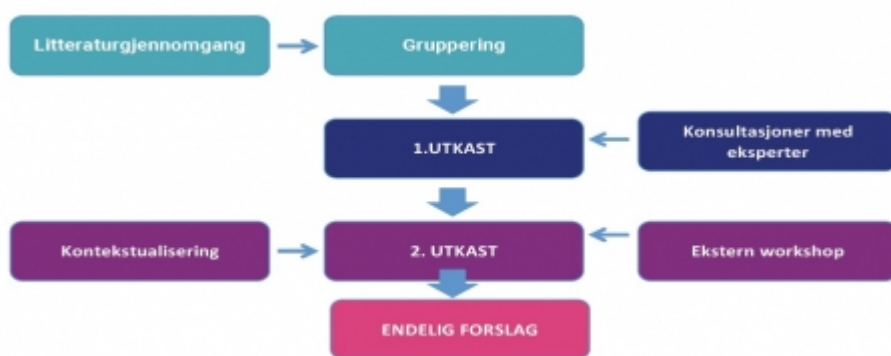 Litteraturgjennomgang
Gruppering
1.UTKAST
Konsultasjoner med
eksperter
Kontekstualisering
2. UTKAST
Ekstern workshop
ENDELIG FORSLAG